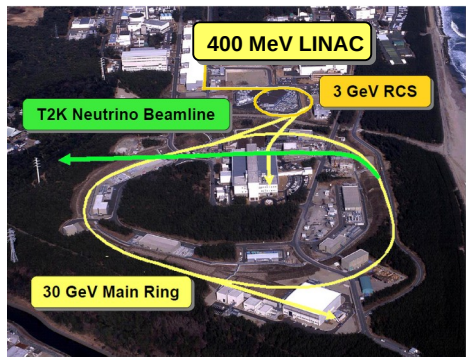 400 MeV LINAC
3 GeV RCS
T2K Neutrino Beamline
30 GeV Main Ring